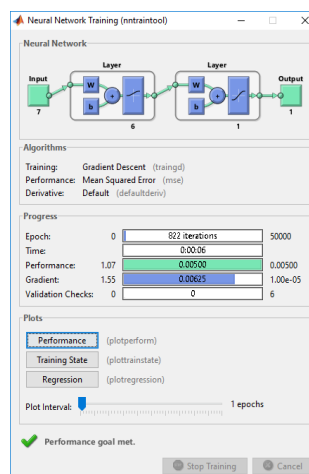 Neural Network Training (nntraintool)
Neural Network
Layer Layer
Input Output
W W
b b
7 6 1 1
Algorithms
Training: Gradient Descent (traingd)
Performance: Mean Squared Error (mse)
Derivative: Default (defaultderiv)
Progress
Epoch: 0 822 iterations 50000
Time: 0:00:06
Performance: 1.07 0.00500 0.00500
Gradient: 1.55 0.00625 1.00e-05
Validation Checks: 0 0 6
Plots
Performance (plotperform)
Training State (plottrainstate)
Regression (plotregression)
Plot Interval: 1 epochs
Performance goal met.
Stop Training Cancel